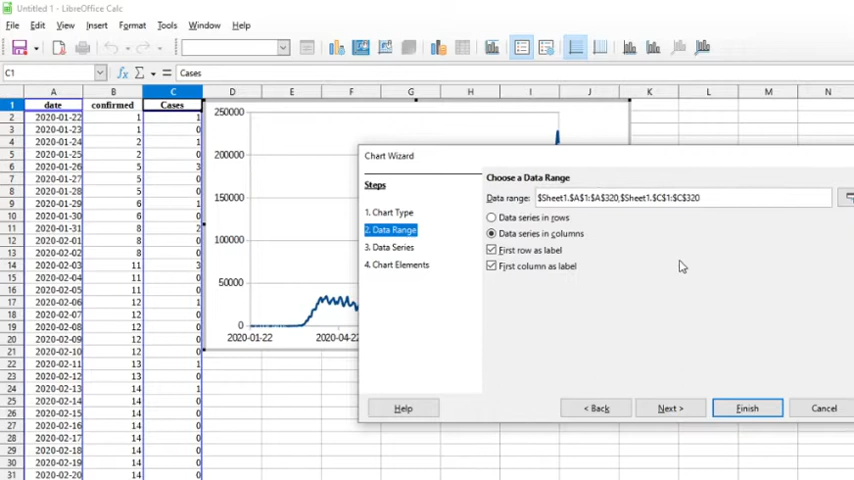 Untitled 1 - LibreOffice Calc
File Edit View Insert Format Tools Window Help
C1 fx Σ = Cases
A B C D E F G H I J K L M N
1 date confirmed Cases
2 2020-01-22 1 1
3 2020-01-23 1 0
4 2020-01-24 2 1
5 2020-01-25 2 0
6 2020-01-26 5 3
7 2020-01-27 5 0
8 2020-01-28 5 0
9 2020-01-29 6 1
10 2020-01-30 6 0
11 2020-01-31 8 2
12 2020-02-01 8 0
13 2020-02-02 8 0
14 2020-02-03 11 3
15 2020-02-04 11 0
16 2020-02-05 11 0
17 2020-02-06 12 1
18 2020-02-07 12 0
19 2020-02-08 12 0
20 2020-02-09 12 0
21 2020-02-10 12 0
22 2020-02-11 13 1
23 2020-02-12 13 0
24 2020-02-13 14 1
25 2020-02-14 14 0
26 2020-02-15 14 0
27 2020-02-16 14 0
28 2020-02-17 14 0
29 2020-02-18 14 0
30 2020-02-19 14 0
31 2020-02-20 14 0
250000
200000
150000
100000
50000
0
2020-01-22 2020-04-22
Chart Wizard
Steps
1. Chart Type
2. Data Range
3. Data Series
4. Chart Elements
Choose a Data Range
Data range: $Sheet1.$A$1:$A$320,$Sheet1.$C$1:$C$320
Data series in rows
Data series in columns
First row as label
First column as label
Help < Back Next > Finish Cancel